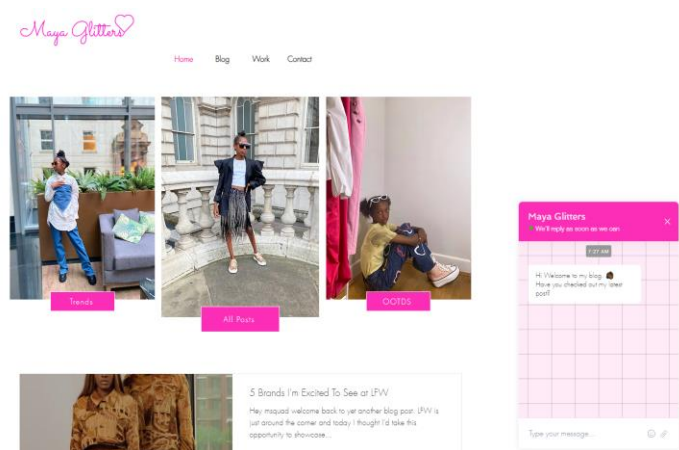 Maya Glitters
Home Blog Work Contact
Maya Glitters
We'll reply as soon as we can
7:27 AM
Hi Welcome to my blog.
Have you checked out my latest
post?
Trends
All Posts
OOTDS
5 Brands I'm Excited To See at LFW
Hey msquad welcome back to yet another blog post. LFW is
just around the corner and today I thought I'd take this
opportunity to showcase...
Type your message...